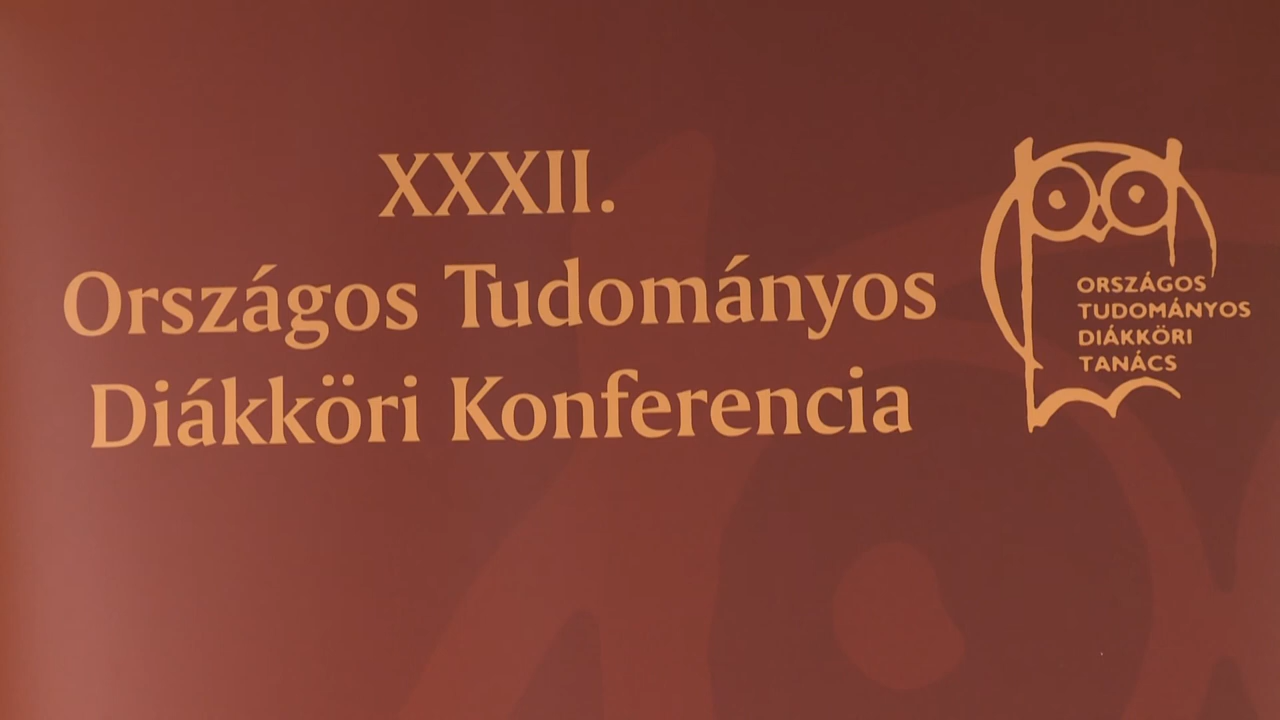 XXXII.
Országos Tudományos
Diákköri Konferencia
ORSZÁGOS
TUDOMÁNYOS
DIÁKKÖRI
TANÁCS